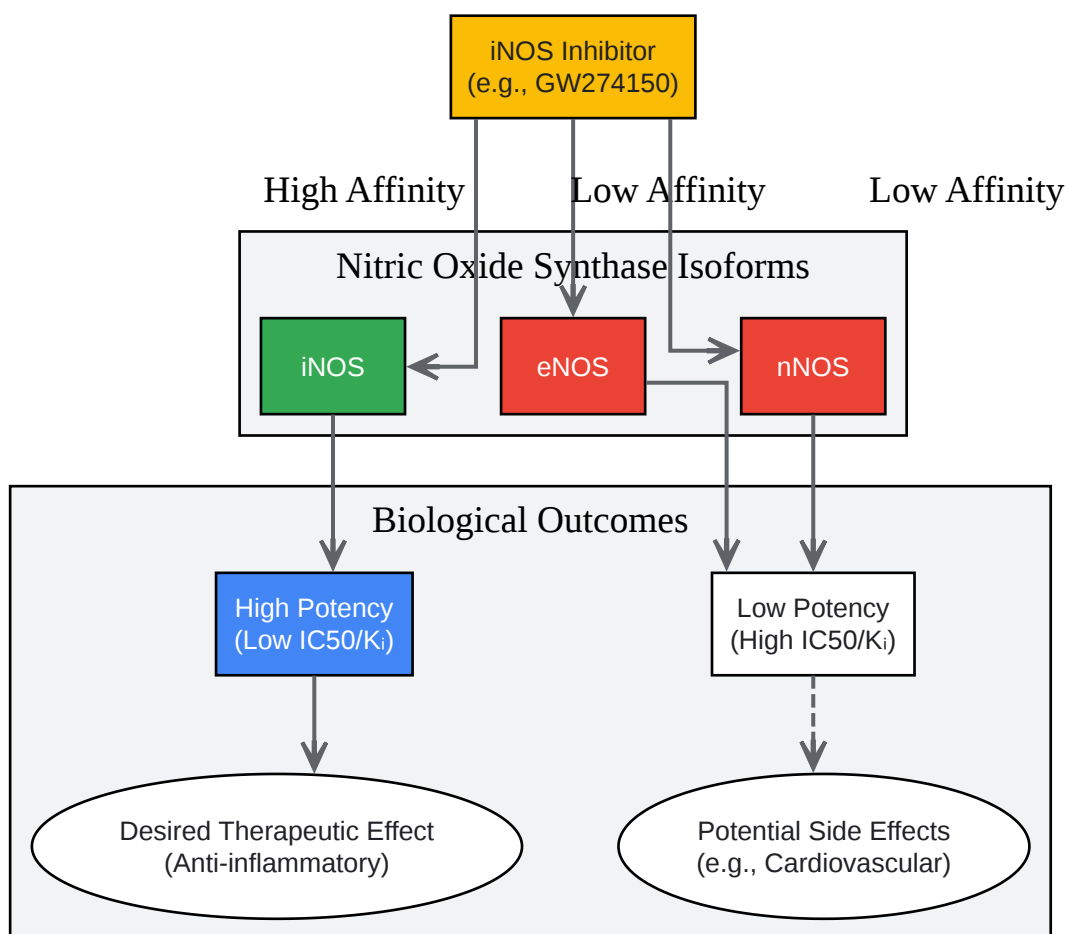 iNOS Inhibitor
(e.g., GW274150)
High Affinity
Low Affinity
Low Affinity
Nitric Oxide Synthase Isoforms
iNOS
eNOS
nNOS
Biological Outcomes
High Potency
(Low IC50/Kᵢ)
Low Potency
(High IC50/Kᵢ)
Desired Therapeutic Effect
(Anti-inflammatory)
Potential Side Effects
(e.g., Cardiovascular)